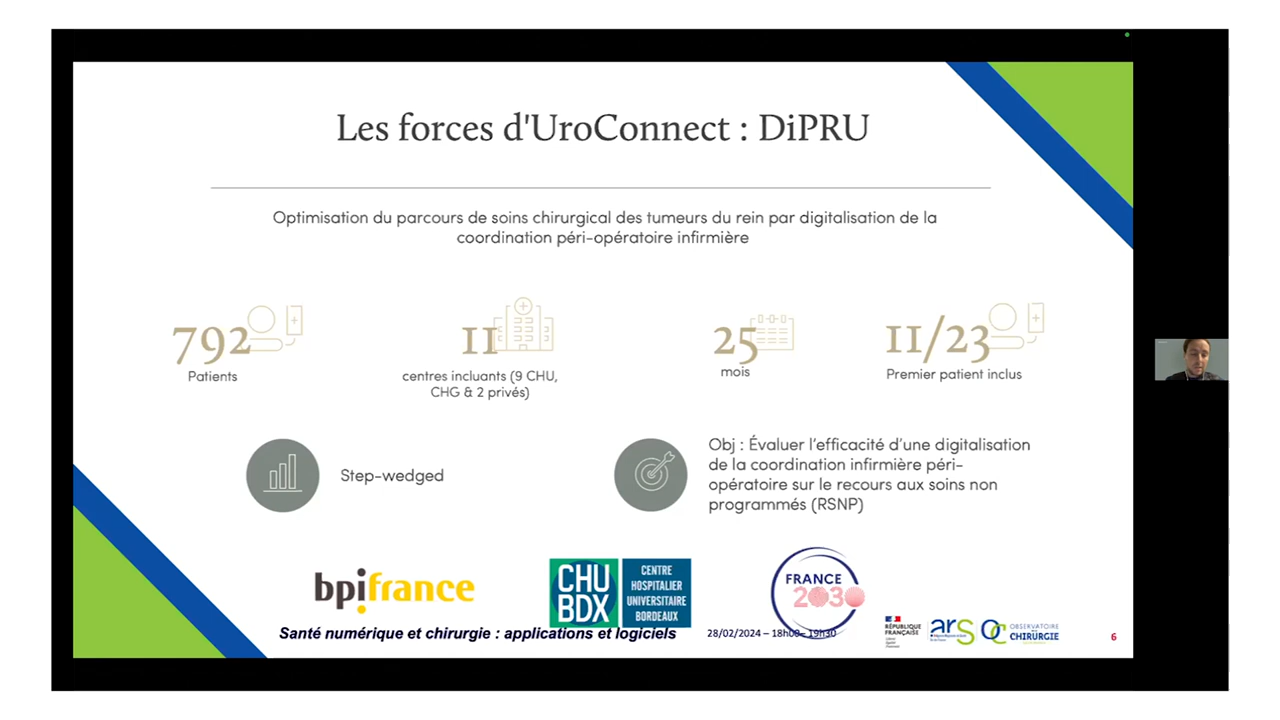 Les forces d'UroConnect : DiPRU
Optimisation du parcours de soins chirurgical des tumeurs du rein par digitalisation de la
coordination péri-opératoire infirmière
792
Patients
11
centres incluants (9 CHU,
CHG & 2 privés)
25
mois
11/23
Premier patient inclus
Step-wedged
Obj : Évaluer l'efficacité d'une digitalisation
de la coordination infirmière péri-
opératoire sur le recours aux soins non
programmés (RSNP)
bpifrance
CHU
BDX
CENTRE
HOSPITALIER
UNIVERSITAIRE
BORDEAUX
FRANCE
2030
Santé numérique et chirurgie : applications et logiciels
28/02/2024 – 18h00– 19h30
RÉPUBLIQUE
FRANÇAISE
ars
OC
OBSERVATOIRE
CHIRURGIE
6